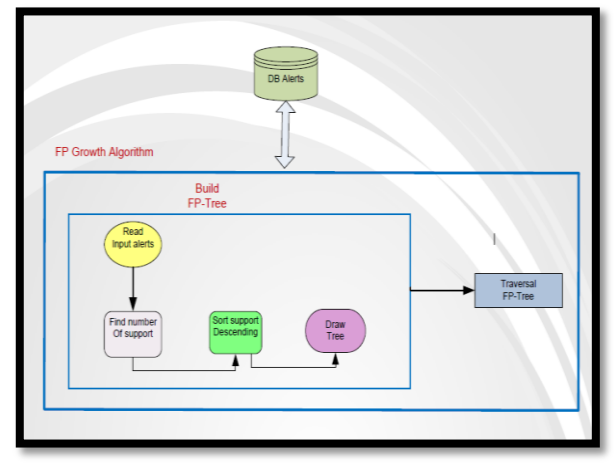 DB Alerts
FP Growth Algorithm
Build
FP-Tree
Read
Input alerts
Find number
Of support
Sort support
Descending
Draw
Tree
Traversal
FP-Tree